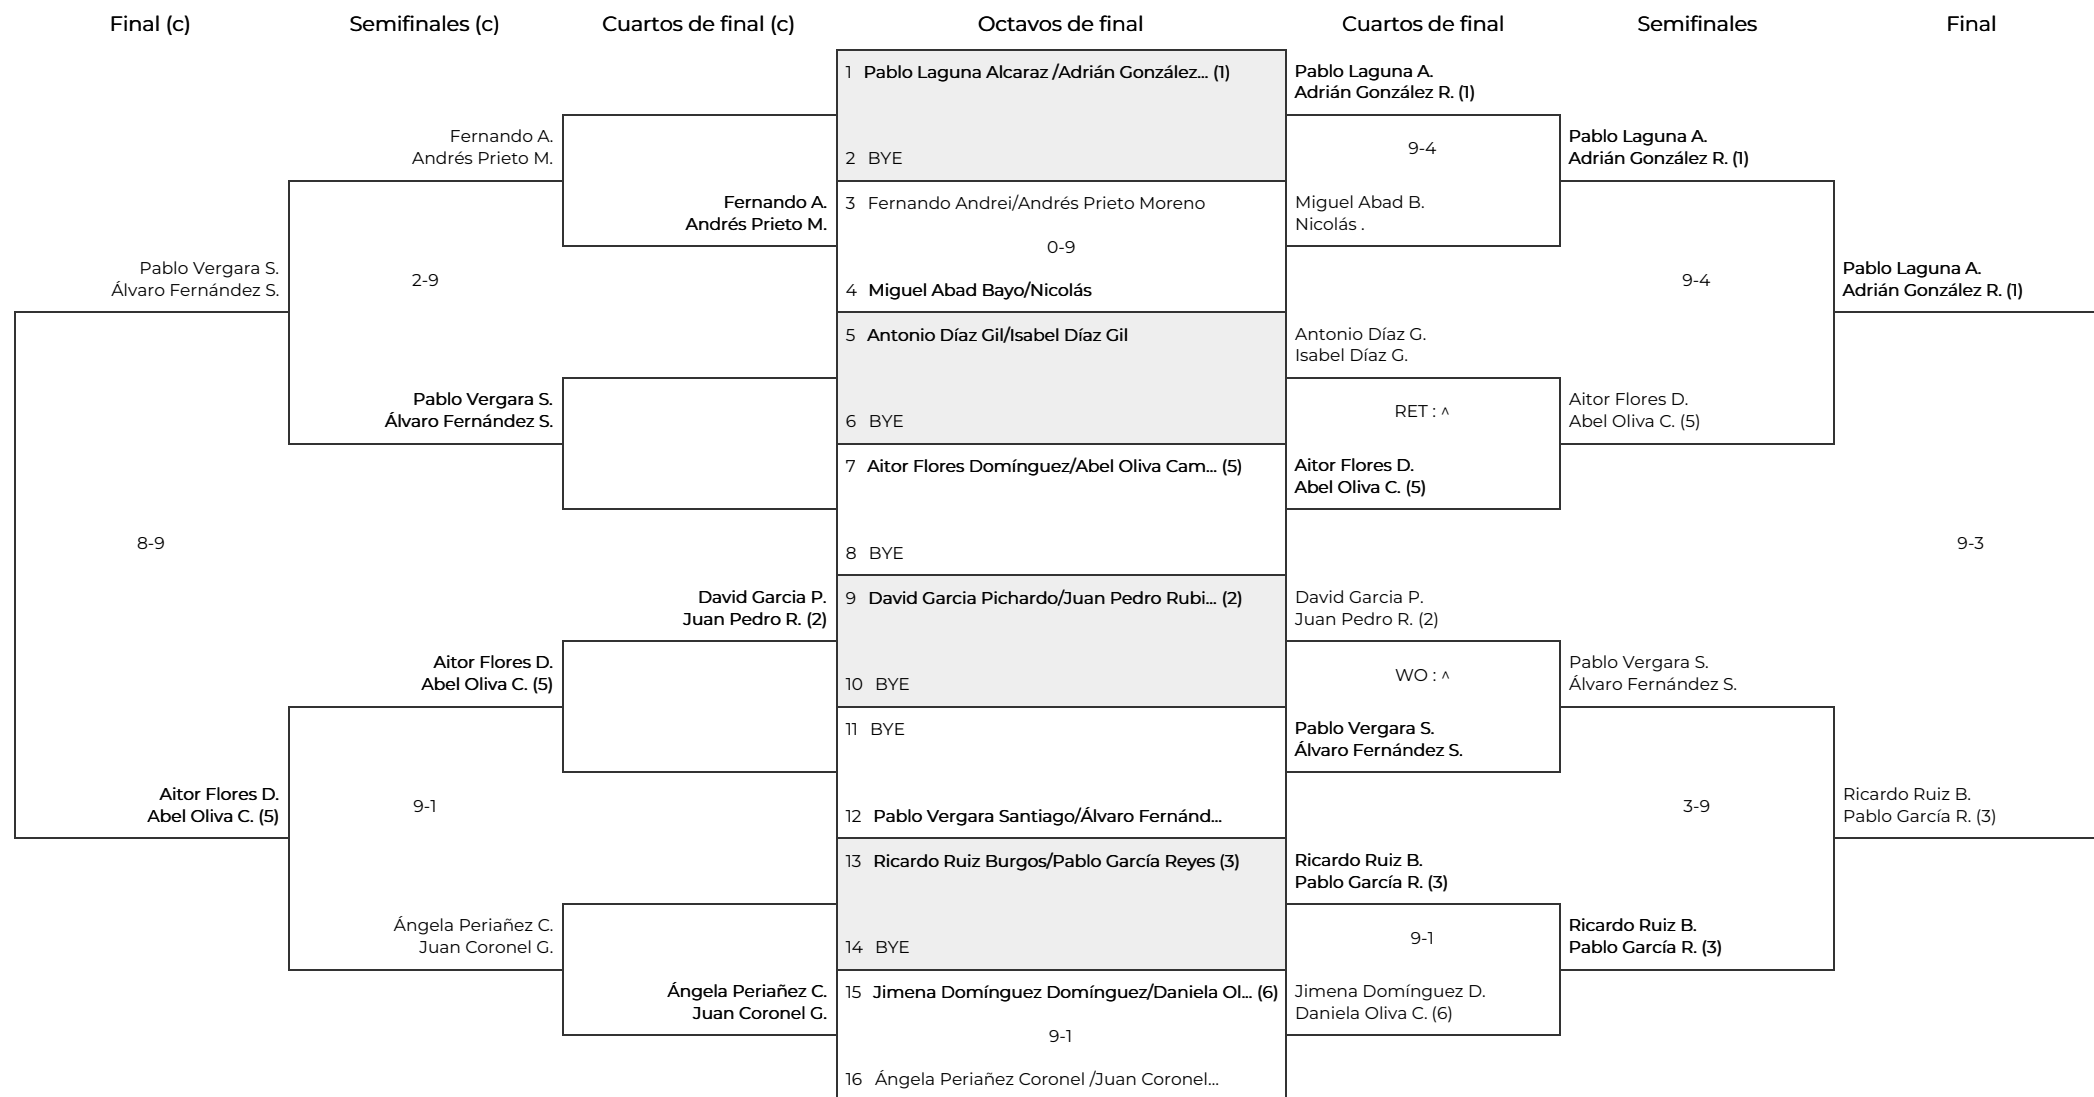 Final (c)
Semifinales (c)
Cuartos de final (c)
Octavos de final
Cuartos de final
Semifinales
Final
Pablo Vergara S.
Álvaro Fernández S.
8-9
Aitor Flores D.
Abel Oliva C. (5)
Fernando A.
Andrés Prieto M.
2-9
Pablo Vergara S.
Álvaro Fernández S.
Aitor Flores D.
Abel Oliva C. (5)
9-1
Ángela Periañez C.
Juan Coronel G.
Fernando A.
Andrés Prieto M.
David Garcia P.
Juan Pedro R. (2)
Ángela Periañez C.
Juan Coronel G.
1 Pablo Laguna Alcaraz /Adrián González... (1)
2 BYE
3 Fernando Andrei/Andrés Prieto Moreno
0-9
4 Miguel Abad Bayo/Nicolás
5 Antonio Díaz Gil/Isabel Díaz Gil
6 BYE
7 Aitor Flores Domínguez/Abel Oliva Cam... (5)
8 BYE
9 David Garcia Pichardo/Juan Pedro Rubi... (2)
10 BYE
11 BYE
12 Pablo Vergara Santiago/Álvaro Fernánd...
13 Ricardo Ruiz Burgos/Pablo García Reyes (3)
14 BYE
15 Jimena Domínguez Domínguez/Daniela Ol... (6)
9-1
16 Ángela Periañez Coronel /Juan Coronel...
Pablo Laguna A.
Adrián González R. (1)
9-4
Miguel Abad B.
Nicolás .
Antonio Díaz G.
Isabel Díaz G.
RET : ^
Aitor Flores D.
Abel Oliva C. (5)
David Garcia P.
Juan Pedro R. (2)
WO : ^
Pablo Vergara S.
Álvaro Fernández S.
Ricardo Ruiz B.
Pablo García R. (3)
9-1
Jimena Domínguez D.
Daniela Oliva C. (6)
Pablo Laguna A.
Adrián González R. (1)
9-4
Aitor Flores D.
Abel Oliva C. (5)
Pablo Vergara S.
Álvaro Fernández S.
3-9
Ricardo Ruiz B.
Pablo García R. (3)
Pablo Laguna A.
Adrián González R. (1)
9-3
Ricardo Ruiz B.
Pablo García R. (3)